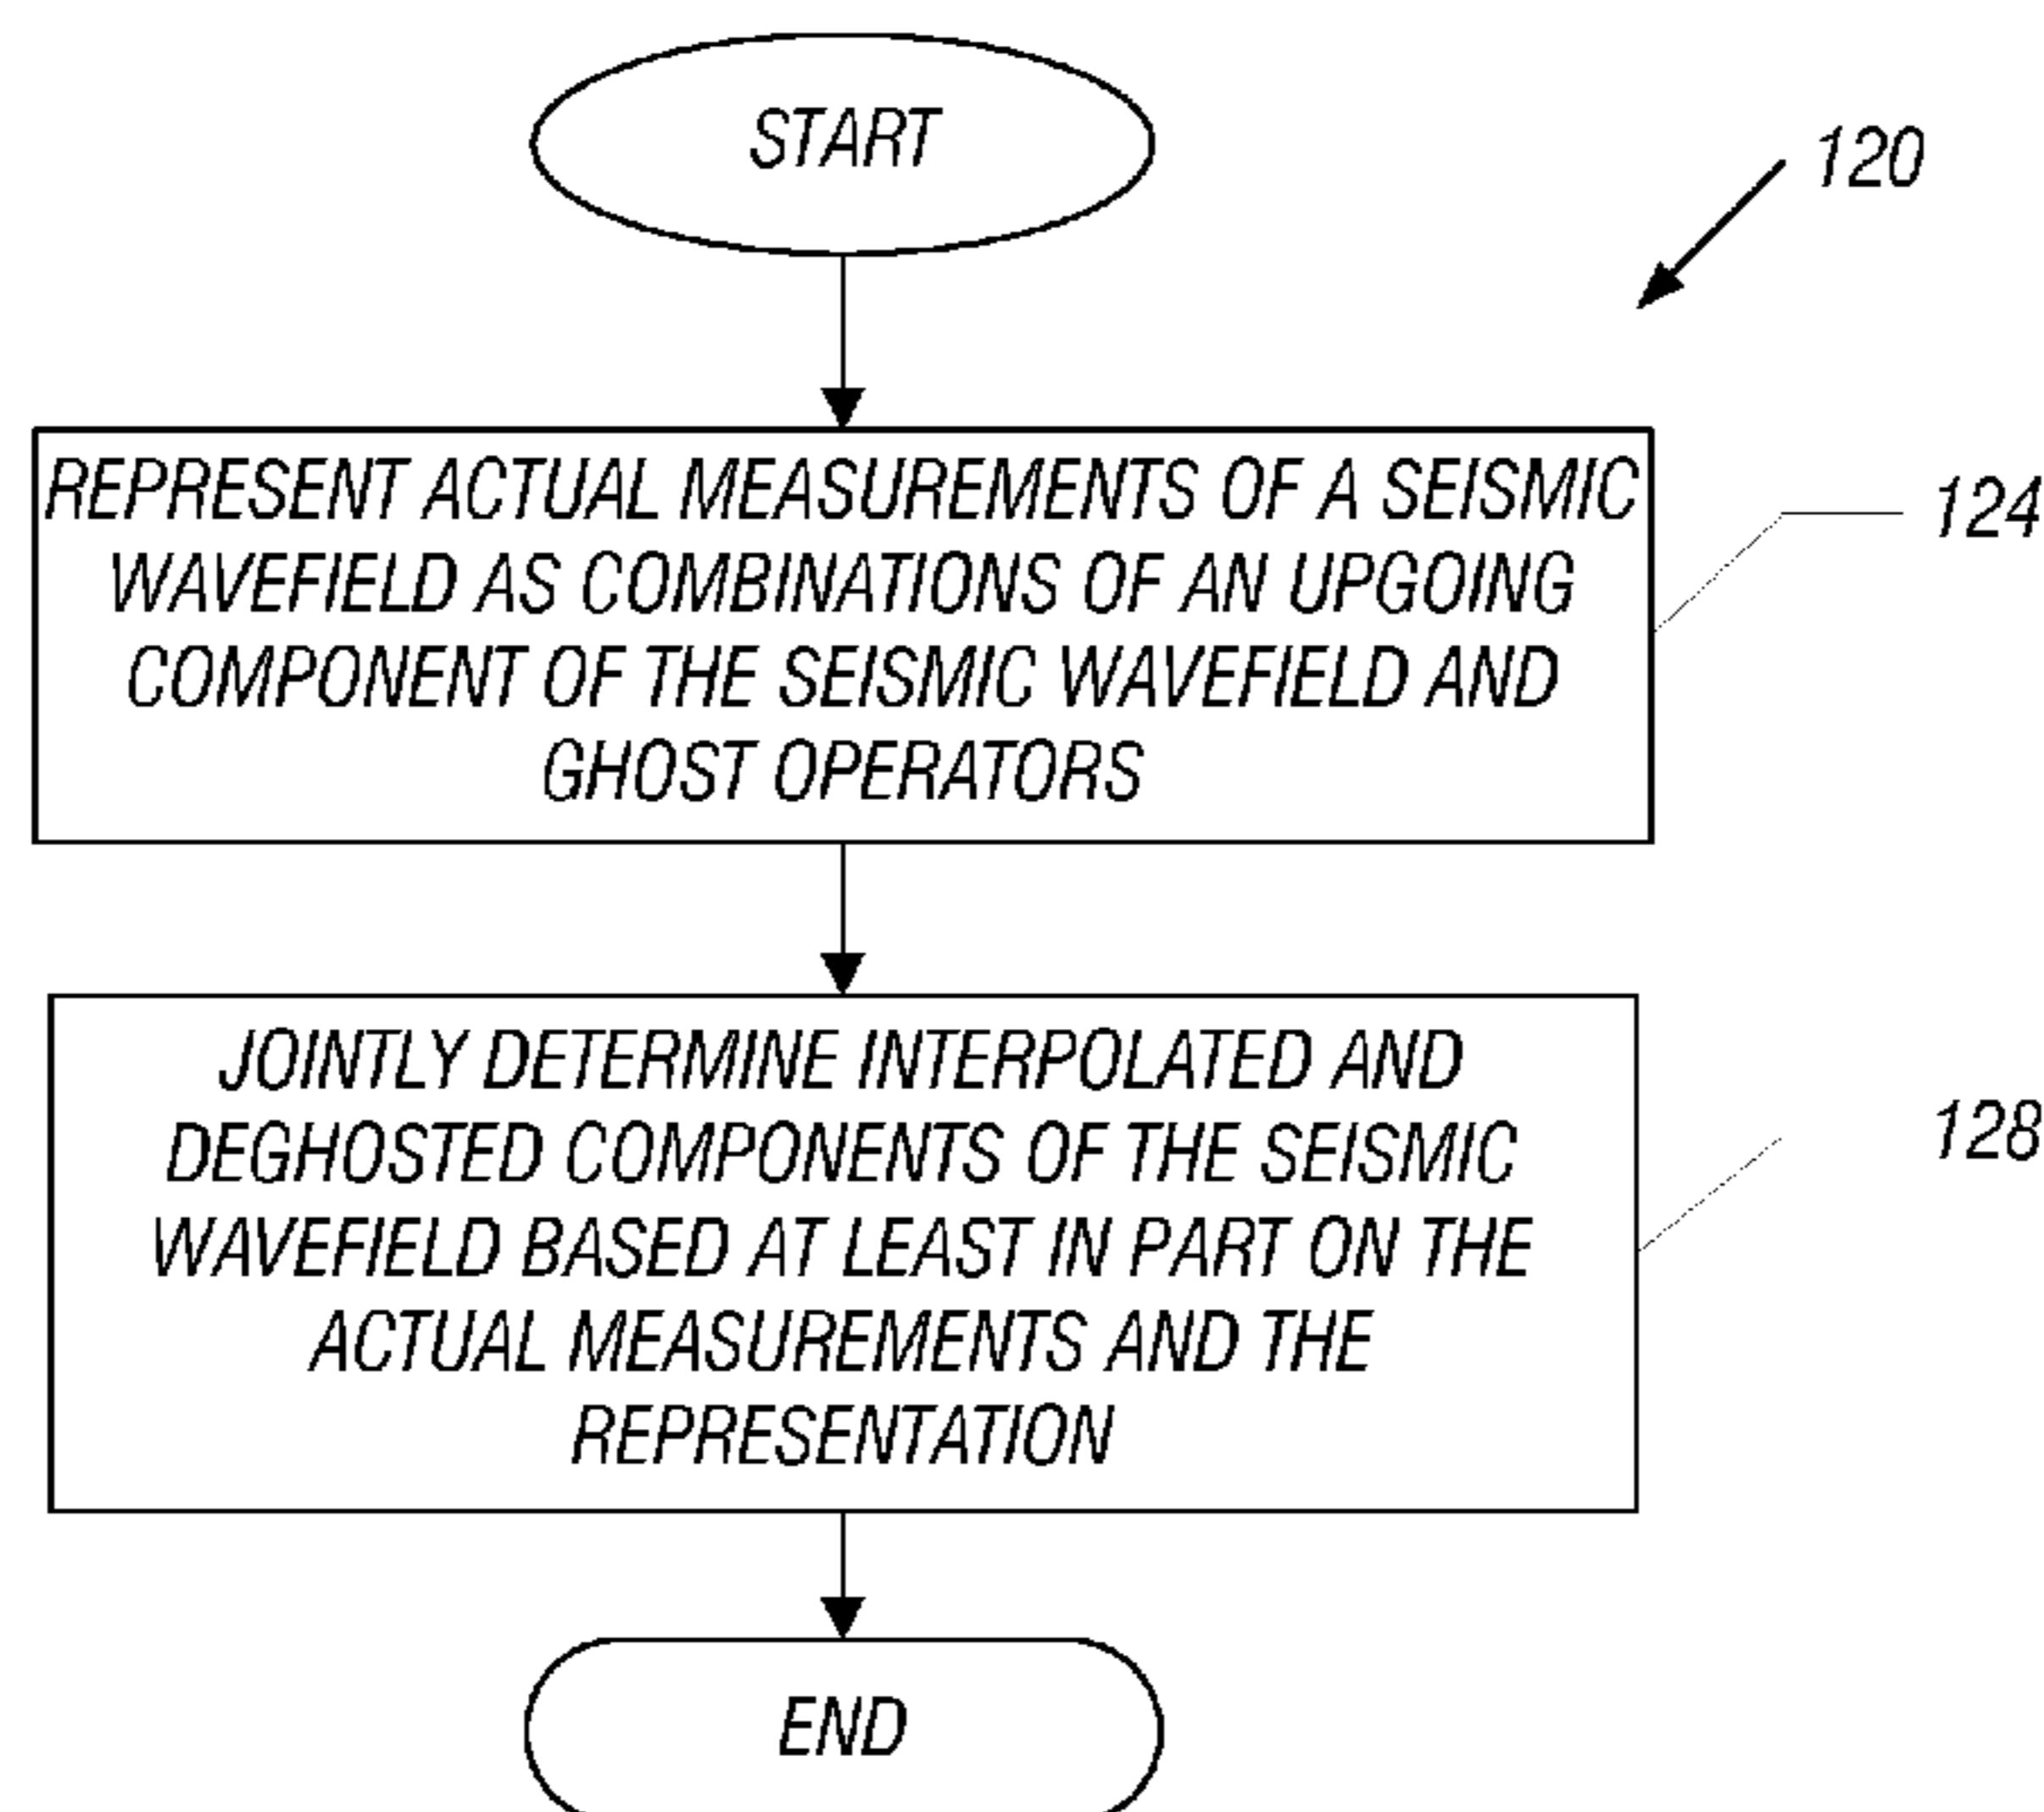 START
120
REPRESENT ACTUAL MEASUREMENTS OF A SEISMIC
WAVEFIELD AS COMBINATIONS OF AN UPGOING
COMPONENT OF THE SEISMIC WAVEFIELD AND
GHOST OPERATORS
124
JOINTLY DETERMINE INTERPOLATED AND
DEGHOSTED COMPONENTS OF THE SEISMIC
WAVEFIELD BASED AT LEAST IN PART ON THE
ACTUAL MEASUREMENTS AND THE
REPRESENTATION
128
END